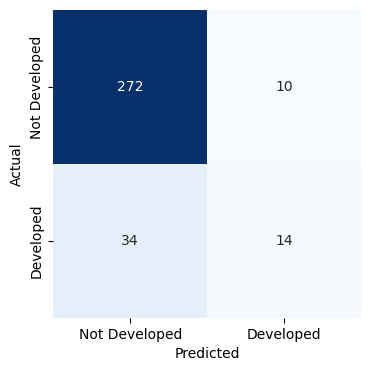 Actual
Not Developed
272
10
Developed
34
14
Not Developed
Developed
Predicted